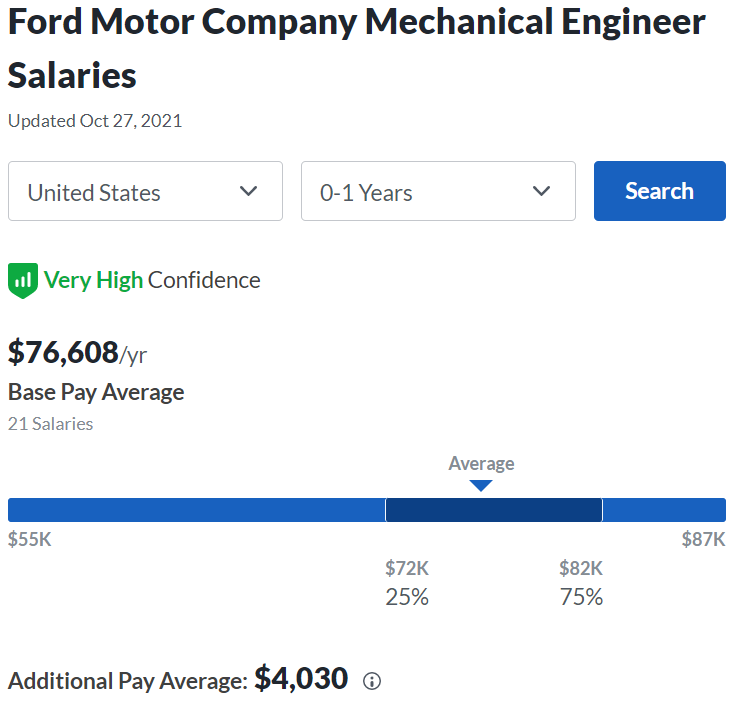 Ford Motor Company Mechanical Engineer
Salaries
Updated Oct 27, 2021
United States
0-1 Years
Search
Very High Confidence
$76,608/yr
Base Pay Average
21 Salaries
Average
$55K
$87K
$72K
$82K
25%
75%
Additional Pay Average: $4,030